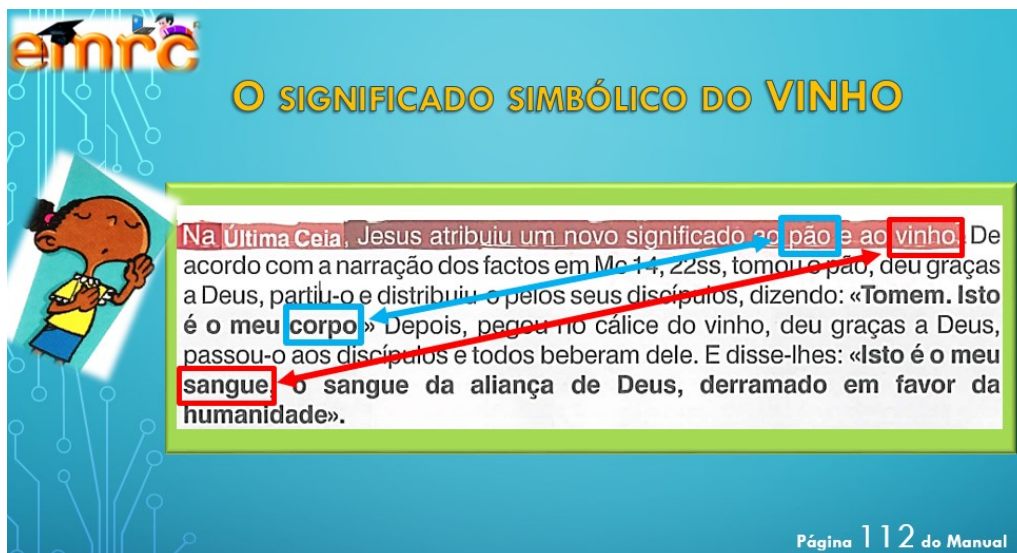 emrc
O SIGNIFICADO SIMBÓLICO DO VINHO
Na Última Ceia, Jesus atribuiu um novo significado ao pão e ao vinho. De
acordo com a narração dos factos em Mc 14, 22ss, tomou o pão, deu graças
a Deus, partiu-o e distribuiu-o pelos seus discípulos, dizendo: «Tomem. Isto
é o meu corpo.» Depois, pegou no cálice do vinho, deu graças a Deus,
passou-o aos discípulos e todos beberam dele. E disse-lhes: «Isto é o meu
sangue, o sangue da aliança de Deus, derramado em favor da
humanidade».
Página 112 do Manual